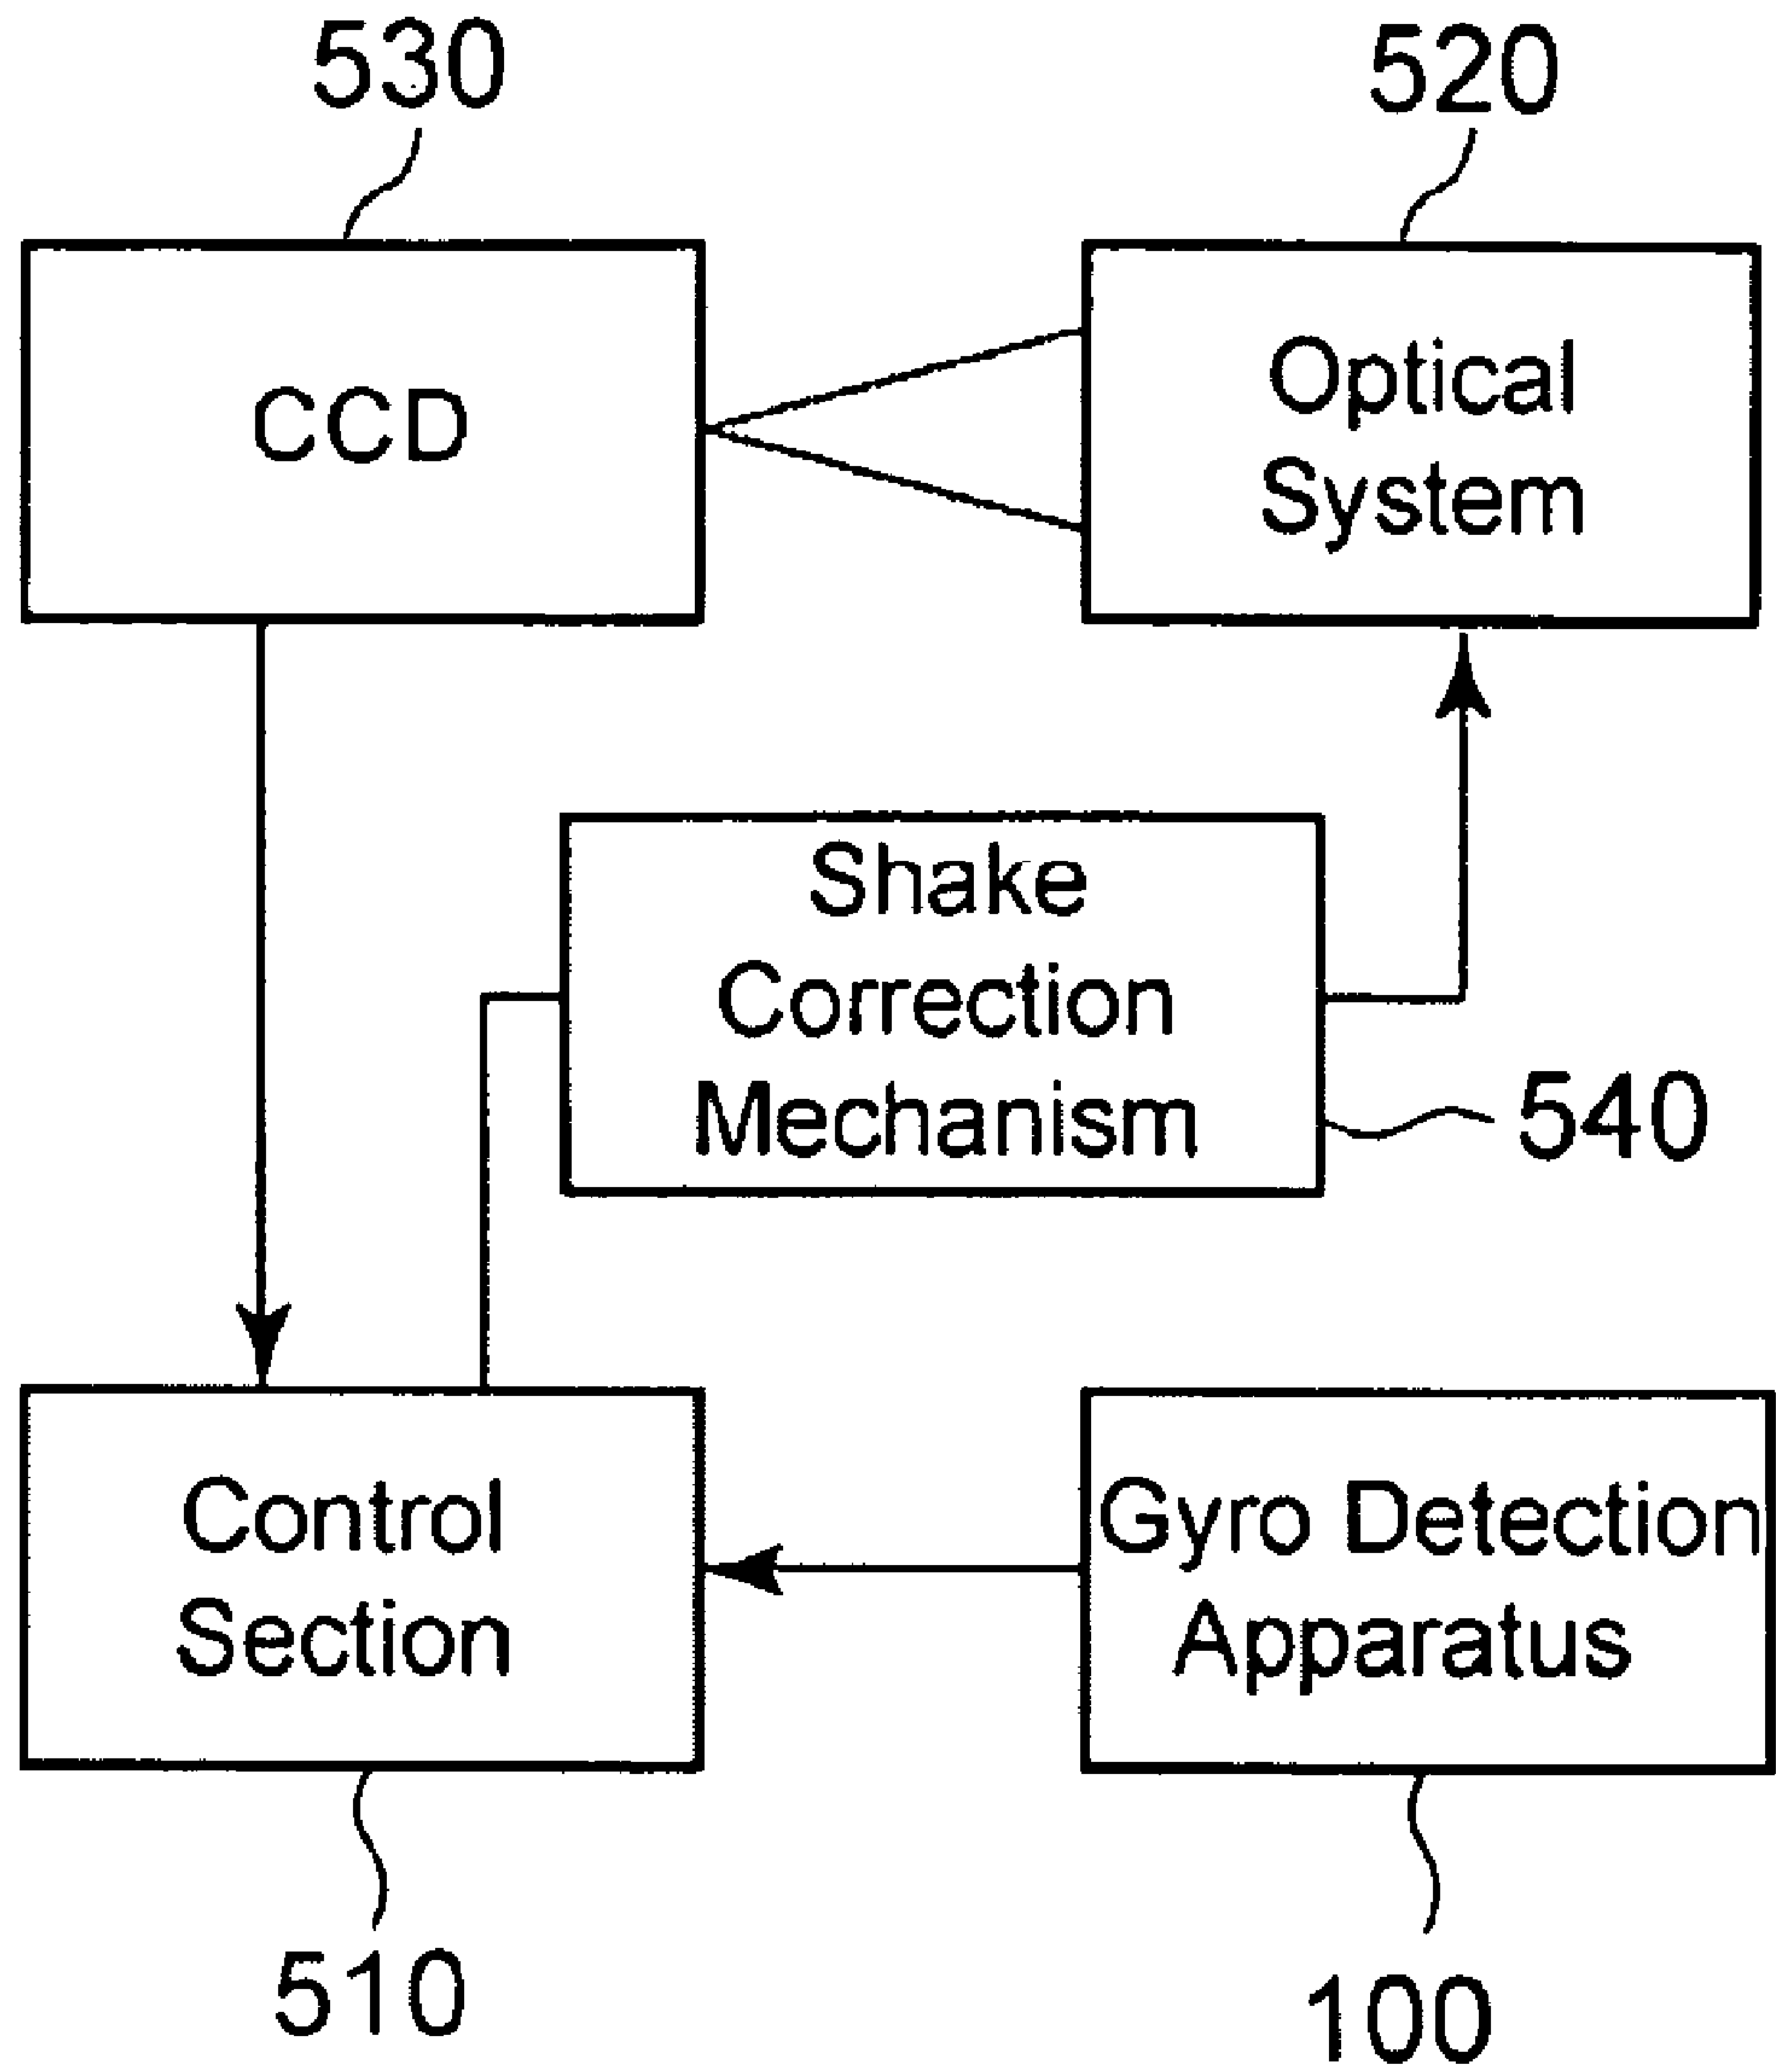 530
520
CCD
Optical
System
Shake
Correction
Mechanism
540
Control
Section
Gyro Detection
Apparatus
510
100